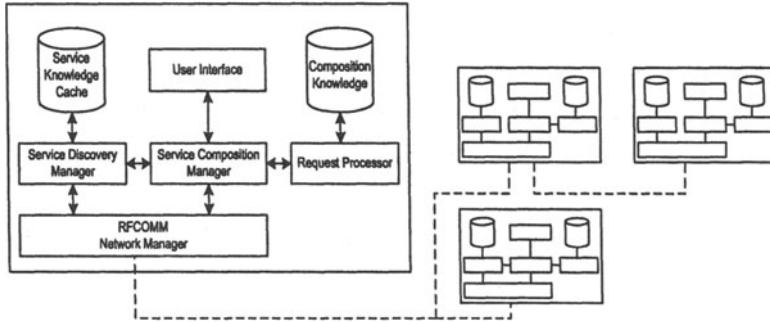 Service
Knowledge
Cache
User Interface
Composition
Knowledge
Service Discovery
Manager
Service Composition
Manager
Request Processor
RFCOMM
Network Manager